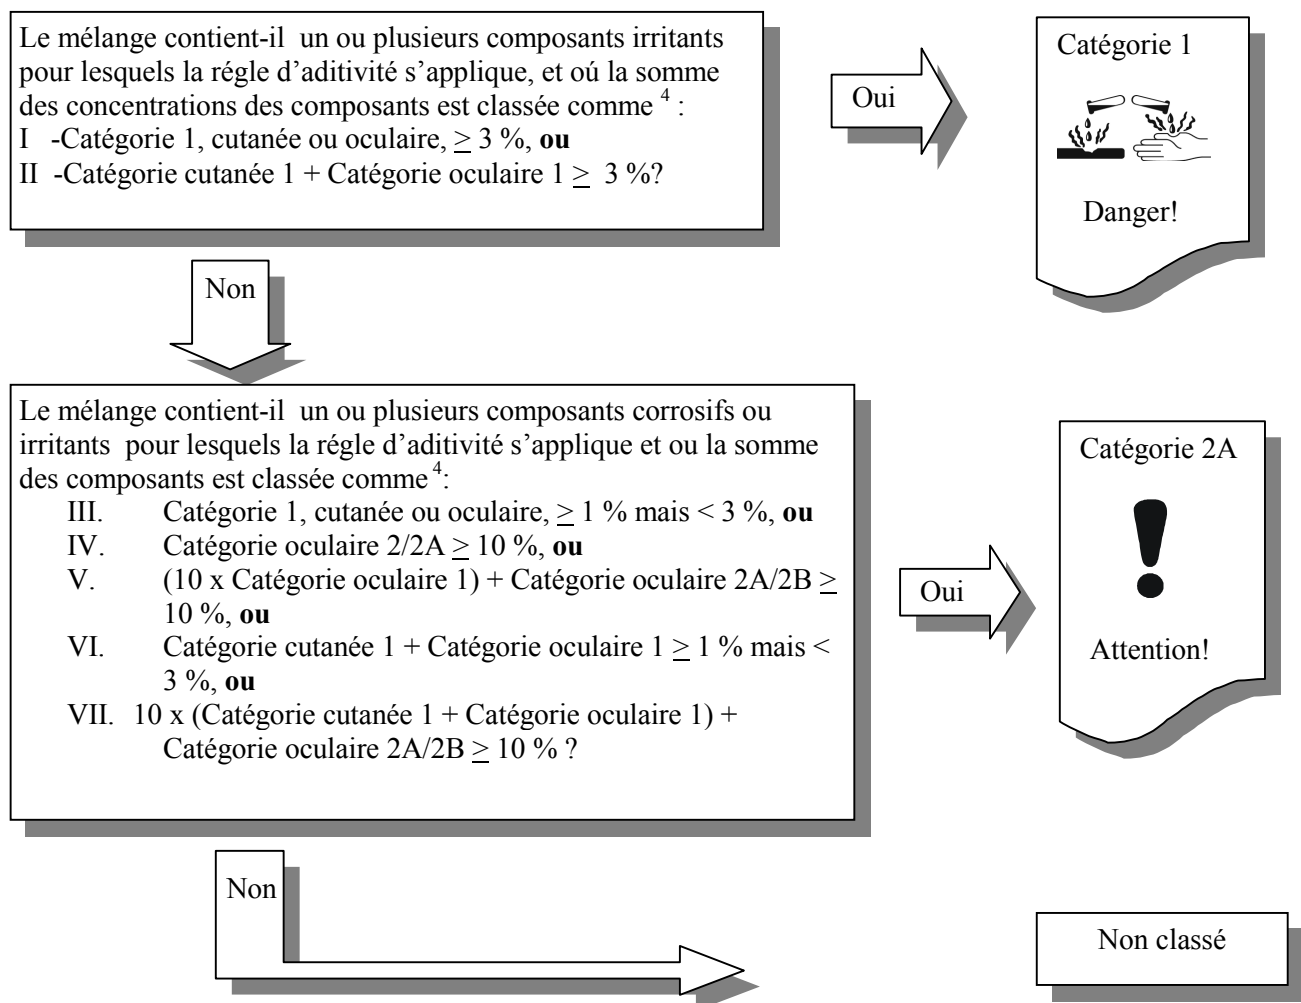 Le mélange contient-il un ou plusieurs composants irritants
pour lesquels la régle d’aditivité s’applique, et oú la somme
des concentrations des composants est classée comme 4 :
I -Catégorie 1, cutanée ou oculaire, ≥ 3 %, ou
II -Catégorie cutanée 1 + Catégorie oculaire 1 ≥ 3 %?
Oui
Catégorie 1
Danger!
Non
Le mélange contient-il un ou plusieurs composants corrosifs ou
irritants pour lesquels la régle d’aditivité s’applique et ou la somme
des composants est classée comme 4:
III. Catégorie 1, cutanée ou oculaire, ≥ 1 % mais < 3 %, ou
IV. Catégorie oculaire 2/2A ≥ 10 %, ou
V. (10 x Catégorie oculaire 1) + Catégorie oculaire 2A/2B ≥
10 %, ou
VI. Catégorie cutanée 1 + Catégorie oculaire 1 ≥ 1 % mais <
3 %, ou
VII. 10 x (Catégorie cutanée 1 + Catégorie oculaire 1) +
Catégorie oculaire 2A/2B ≥ 10 % ?
Oui
Catégorie 2A
Attention!
Non
Non classé